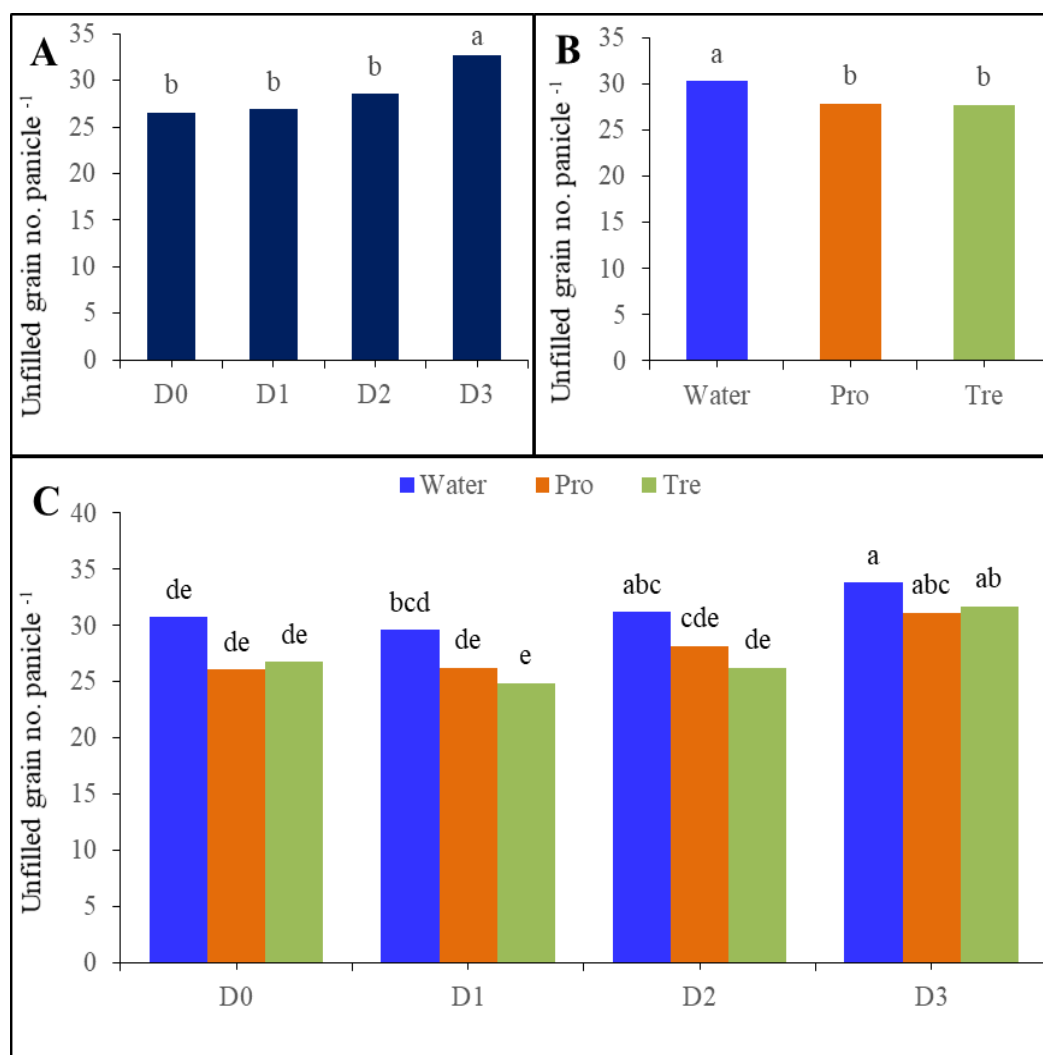 A
Unfilled grain no. panicle -1
35
30
25
20
15
10
5
0
b
b
b
a
D0 D1 D2 D3
B
Unfilled grain no. panicle -1
35
30
25
20
15
10
5
0
a
b
b
Water Pro Tre
C
Water Pro Tre
Unfilled grain no. panicle -1
40
35
30
25
20
15
10
5
0
de
de
de
bcd
de
e
abc
cde
de
a
abc
ab
D0 D1 D2 D3